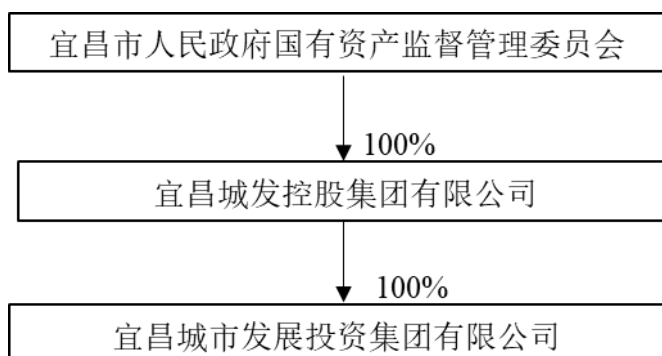 宜昌市人民政府国有资产监督管理委员会
100%
宜昌城发控股集团有限公司
100%
宜昌城市发展投资集团有限公司